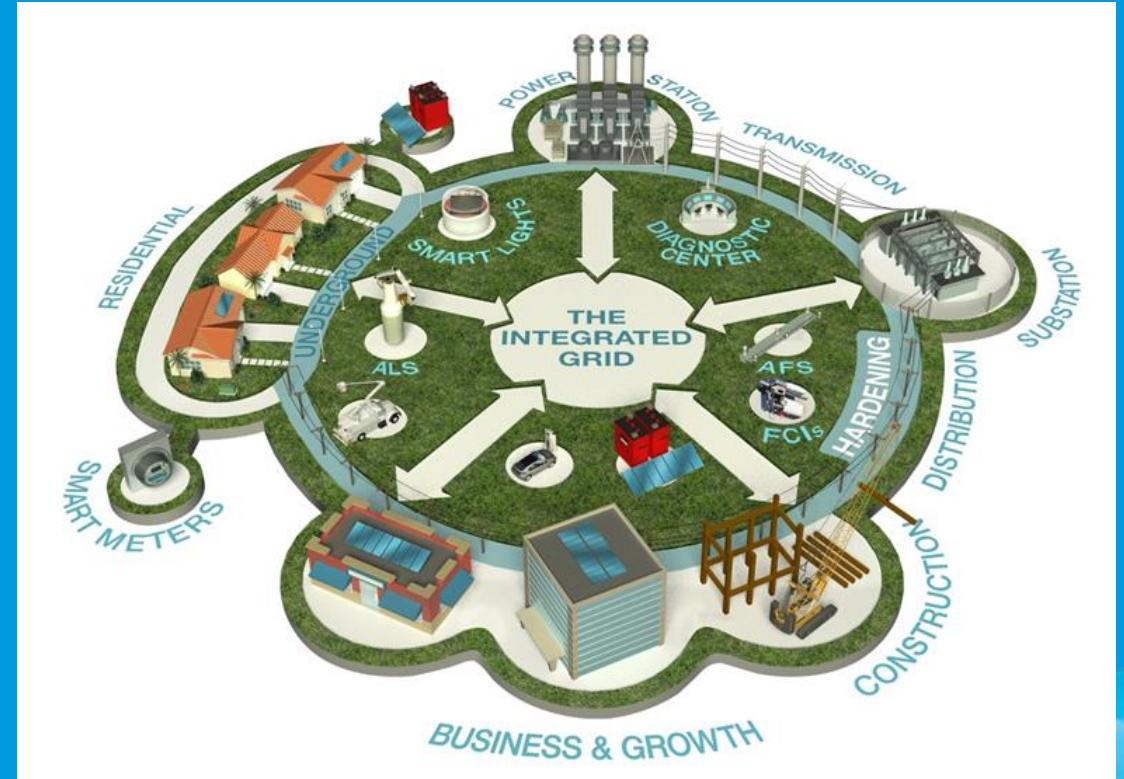 POWER STATION
TRANSMISSION
RESIDENTIAL
SMART LIGHTS
DIAGNOSTIC
CENTER
UNDERGROUND
SUBSTATION
THE
INTEGRATED
GRID
ALS
AFS
HARDENING
FCIs
DISTRIBUTION
SMART METERS
CONSTRUCTION
BUSINESS & GROWTH